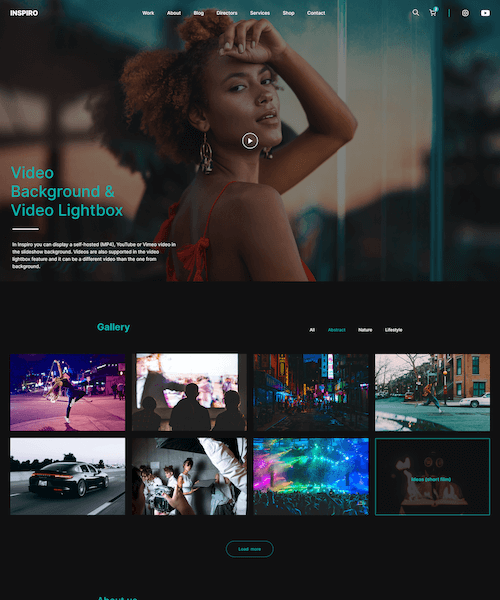 INSPIRO
Work About Blog Directors Services Shop Contact
Video
Background &
Video Lightbox
In Inspiro you can display a self-hosted (MP4), YouTube or Vimeo video in
the slideshow background. Videos are also supported in the video
lightbox feature and it can be a different video than the one from
background.
Gallery
All Abstract Nature Lifestyle
Ideas (short film)
Load more
About us